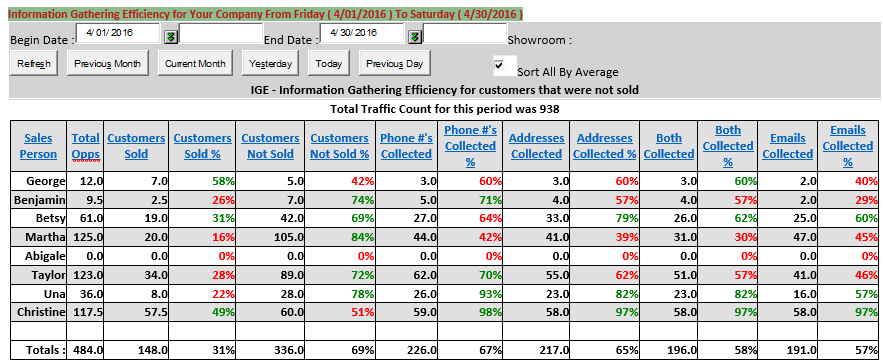 Information Gathering Efficiency for Your Company From Friday ( 4/01/2016 ) To Saturday ( 4/30/2016 )
Begin Date : 4/ 01/ 2016 End Date : 4/ 30/ 2016 Showroom :
Refresh Previous Month Current Month Yesterday Today Previous Day Sort All By Average
IGE - Information Gathering Efficiency for customers that were not sold
Total Traffic Count for this period was 938
Sales Person Total Opps Customers Sold Customers Sold % Customers Not Sold Customers Not Sold % Phone #'s Collected Phone #'s Collected % Addresses Collected Addresses Collected % Both Collected Both Collected % Emails Collected Emails Collected %
George 12.0 7.0 58% 5.0 42% 3.0 60% 3.0 60% 3.0 60% 2.0 40%
Benjamin 9.5 2.5 26% 7.0 74% 5.0 71% 4.0 57% 4.0 57% 2.0 29%
Betsy 61.0 19.0 31% 42.0 69% 27.0 64% 33.0 79% 26.0 62% 25.0 60%
Martha 125.0 20.0 16% 105.0 84% 44.0 42% 41.0 39% 31.0 30% 47.0 45%
Abigale 0.0 0.0 0% 0.0 0% 0.0 0% 0.0 0% 0.0 0% 0.0 0%
Taylor 123.0 34.0 28% 89.0 72% 62.0 70% 55.0 62% 51.0 57% 41.0 46%
Una 36.0 8.0 22% 28.0 78% 26.0 93% 23.0 82% 23.0 82% 16.0 57%
Christine 117.5 57.5 49% 60.0 51% 59.0 98% 58.0 97% 58.0 97% 58.0 97%
Totals : 484.0 148.0 31% 336.0 69% 226.0 67% 217.0 65% 196.0 58% 191.0 57%